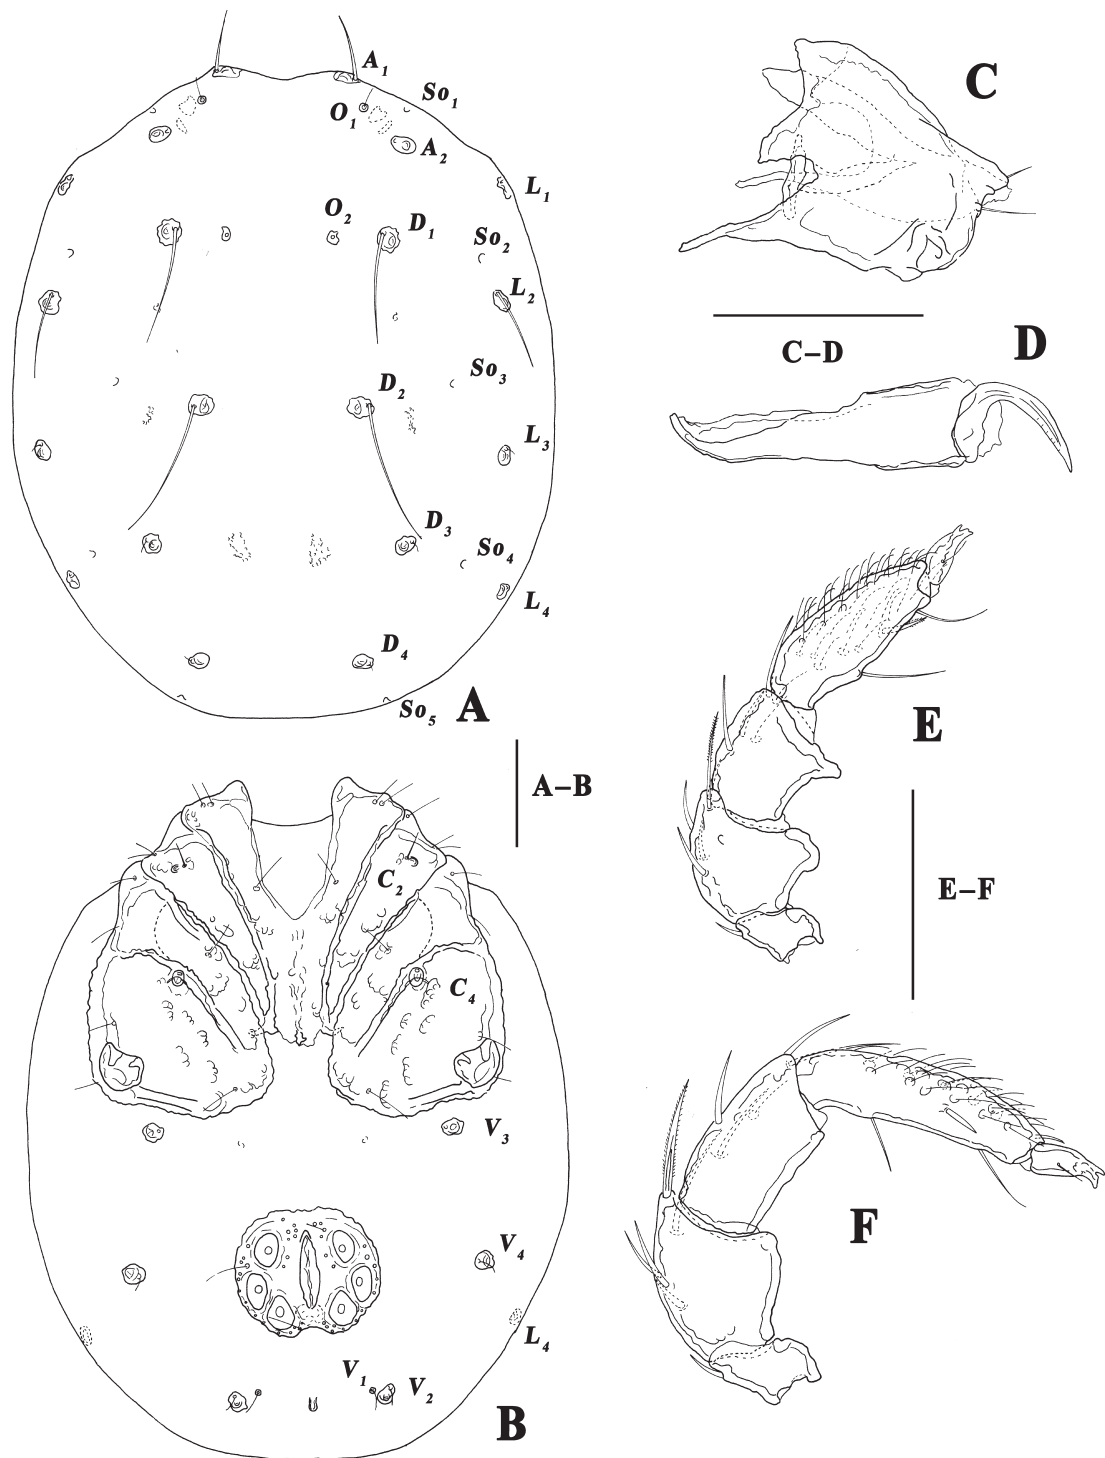 A₁
So₁
O₁
A₂
L₁
O₂
D₁
So₂
L₂
So₃
D₂
L₃
D₃
So₄
L₄
D₄
So₅
A
A–B
C₂
C₄
V₃
V₄
L₄
V₁
V₂
B
C
C–D
D
E
E–F
F